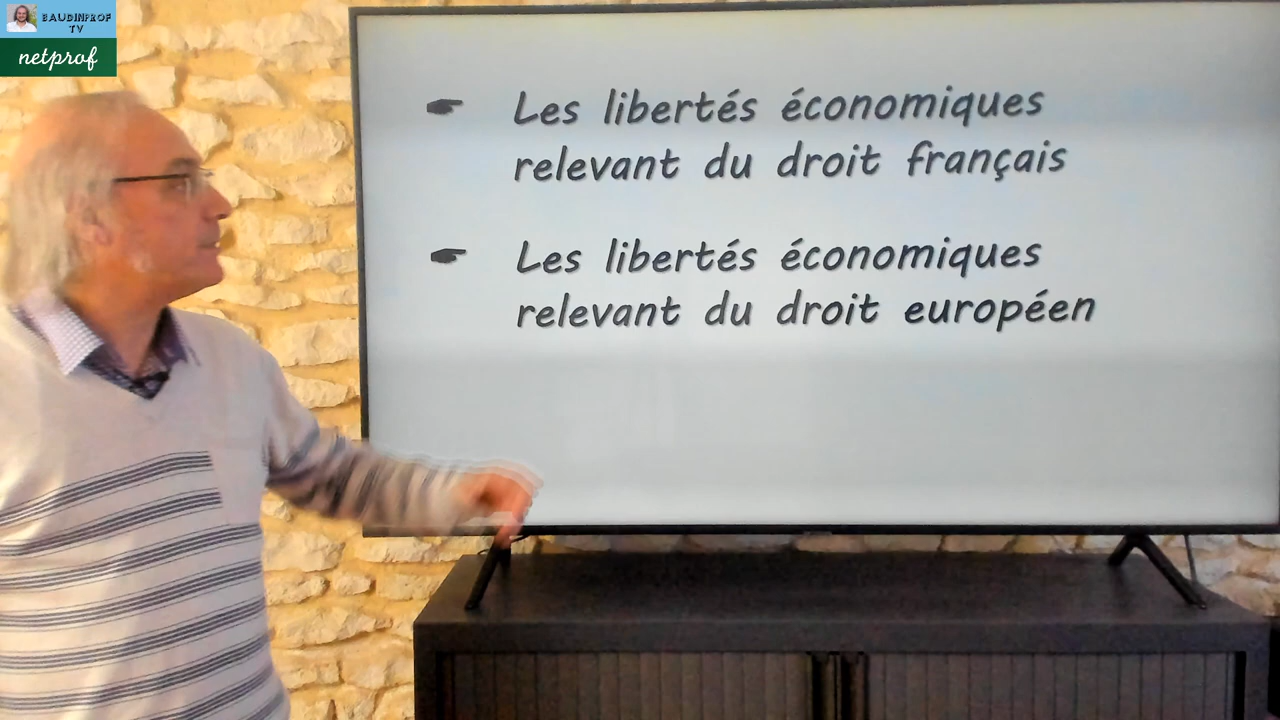 BAUDINPROF
TV
netprof
Les libertés économiques
relevant du droit français
Les libertés économiques
relevant du droit européen